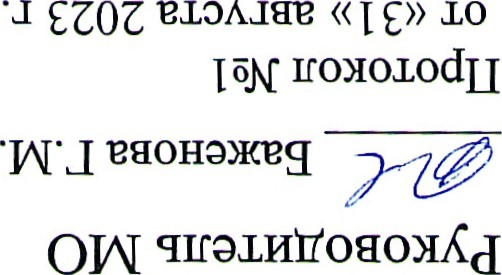 Руководитель МО
Баженова Г.М.
Протокол №1
от «31» августа 2023 г.